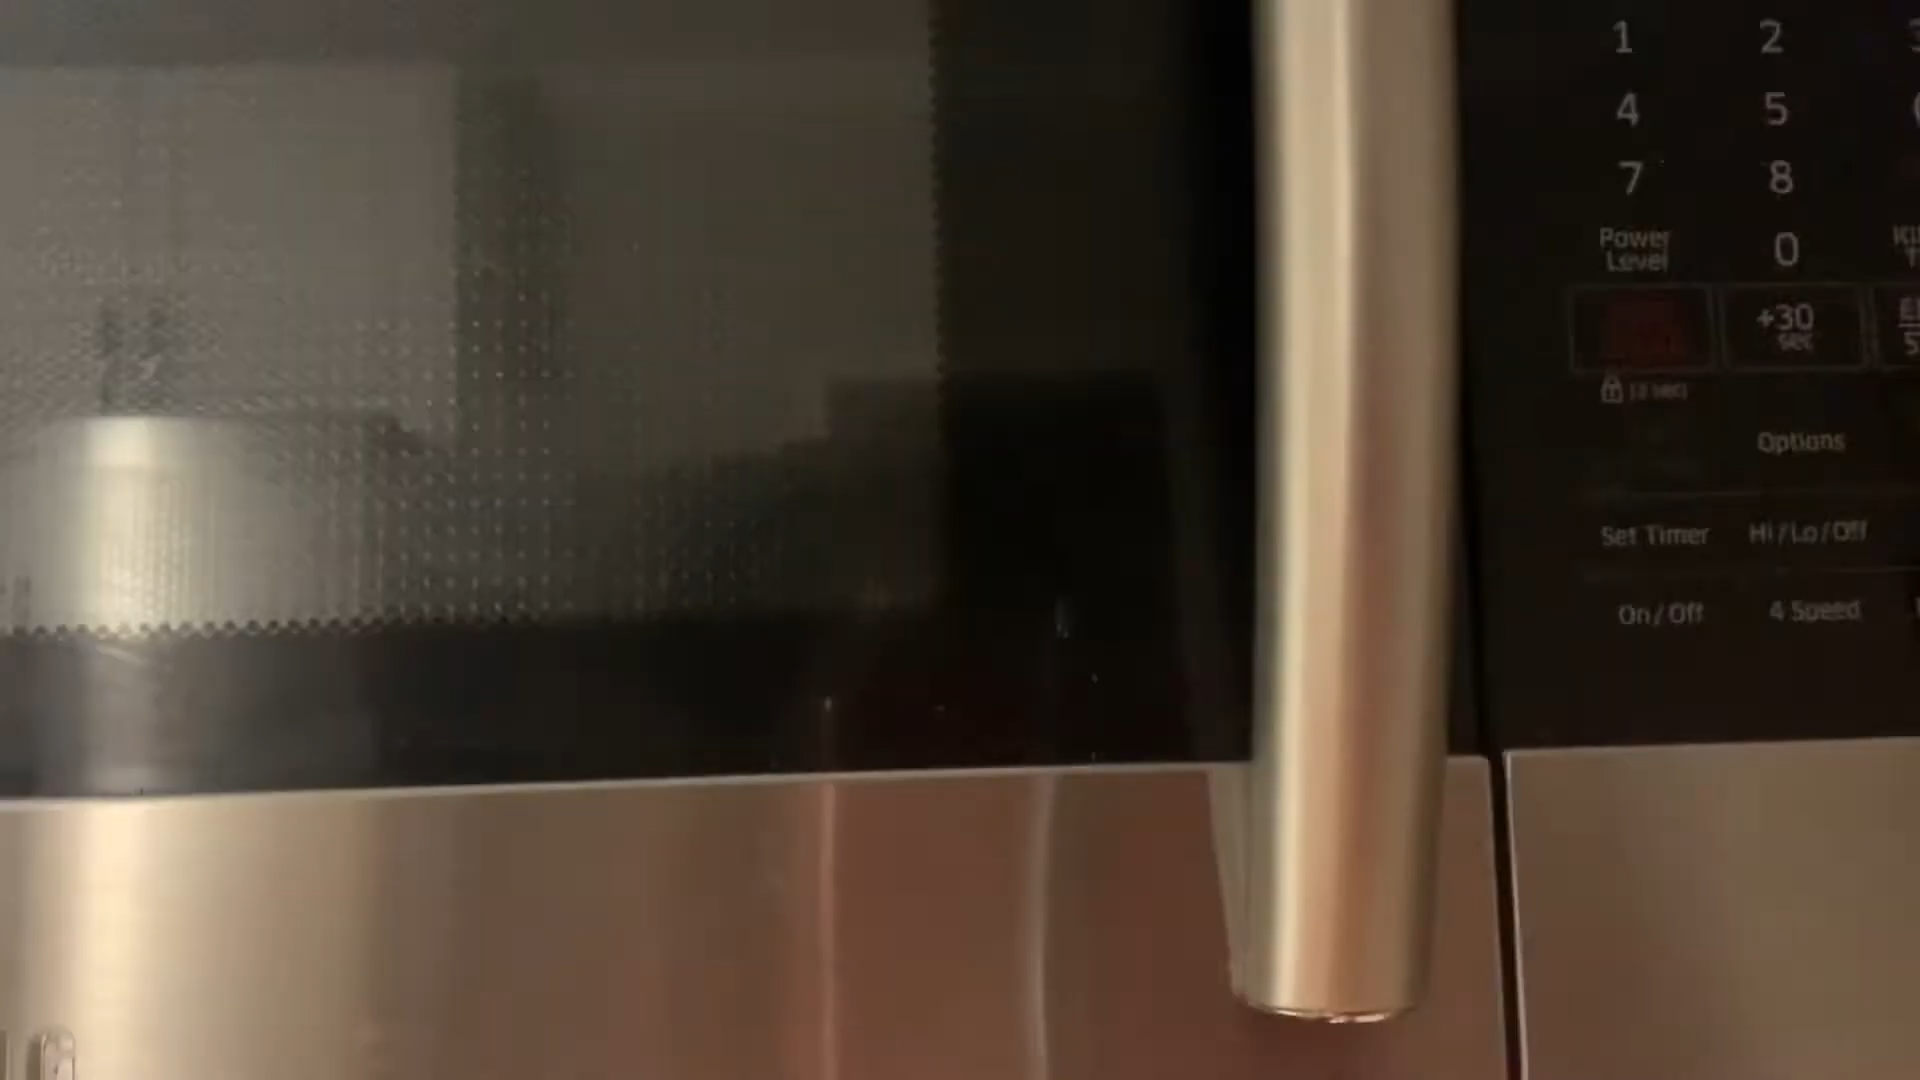 1 2
4 5
7 8
Power
Level
0
+30
sec
Options
Set Timer Hi/Lo/Off
On/Off 4 Speed